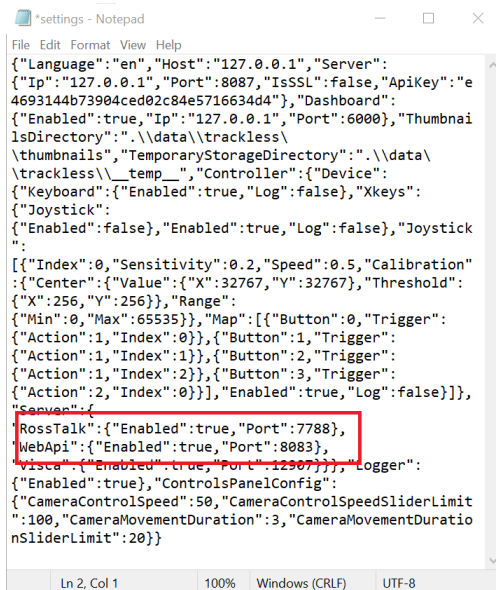 *settings - Notepad
File Edit Format View Help
{"Language":"en","Host":"127.0.0.1","Server":
{"Ip":"127.0.0.1","Port":8087,"IsSSL":false,"ApiKey":"e
4693144b73904ced02c84e5716634d4"},"Dashboard":
{"Enabled":true,"Ip":"127.0.0.1","Port":6000},"Thumbnai
lsDirectory":".\\data\\trackless\
\thumbnails","TemporaryStorageDirectory":".\\data\
\trackless\\__temp__","Controller":{"Device":
{"Keyboard":{"Enabled":true,"Log":false},"Xkeys":
{"Joystick":
{"Enabled":false},"Enabled":true,"Log":false},"Joystick
":
[{"Index":0,"Sensitivity":0.2,"Speed":0.5,"Calibration"
:{"Center":{"Value":{"X":32767,"Y":32767},"Threshold":
{"X":256,"Y":256}},"Range":
{"Min":0,"Max":65535}},"Map":[{"Button":0,"Trigger":
{"Action":1,"Index":0}},{"Button":1,"Trigger":
{"Action":1,"Index":1}},{"Button":2,"Trigger":
{"Action":1,"Index":2}},{"Button":3,"Trigger":
{"Action":2,"Index":0}}],"Enabled":true,"Log":false}]},
"Server":{
"RossTalk":{"Enabled":true,"Port":7788},
"WebApi":{"Enabled":true,"Port":8083},
"Visca":{"Enabled":true,"Port":12907}}},"Logger":
{"Enabled":true},"ControlsPanelConfig":
{"CameraControlSpeed":50,"CameraControlSpeedSliderLimit
":100,"CameraMovementDuration":3,"CameraMovementDuratio
nSliderLimit":20}}
Ln 2, Col 1 100% Windows (CRLF) UTF-8